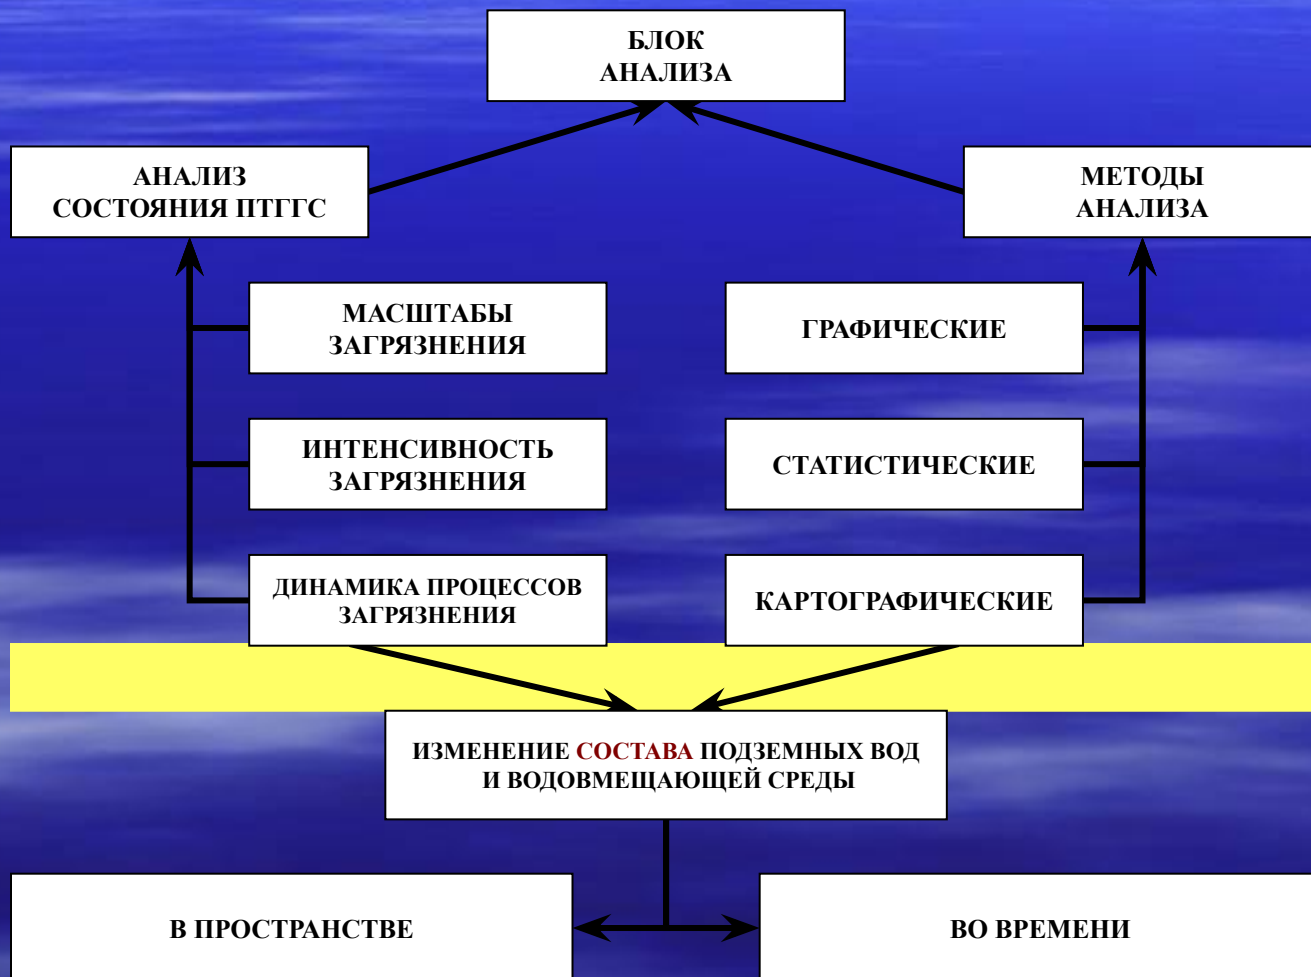 БЛОК
АНАЛИЗА
АНАЛИЗ
СОСТОЯНИЯ ПТГГС
МЕТОДЫ
АНАЛИЗА
МАСШТАБЫ
ЗАГРЯЗНЕНИЯ
ГРАФИЧЕСКИЕ
ИНТЕНСИВНОСТЬ
ЗАГРЯЗНЕНИЯ
СТАТИСТИЧЕСКИЕ
ДИНАМИКА ПРОЦЕССОВ
ЗАГРЯЗНЕНИЯ
КАРТОГРАФИЧЕСКИЕ
ИЗМЕНЕНИЕ СОСТАВА ПОДЗЕМНЫХ ВОД
И ВОДОВМЕЩАЮЩЕЙ СРЕДЫ
В ПРОСТРАНСТВЕ
ВО ВРЕМЕНИ